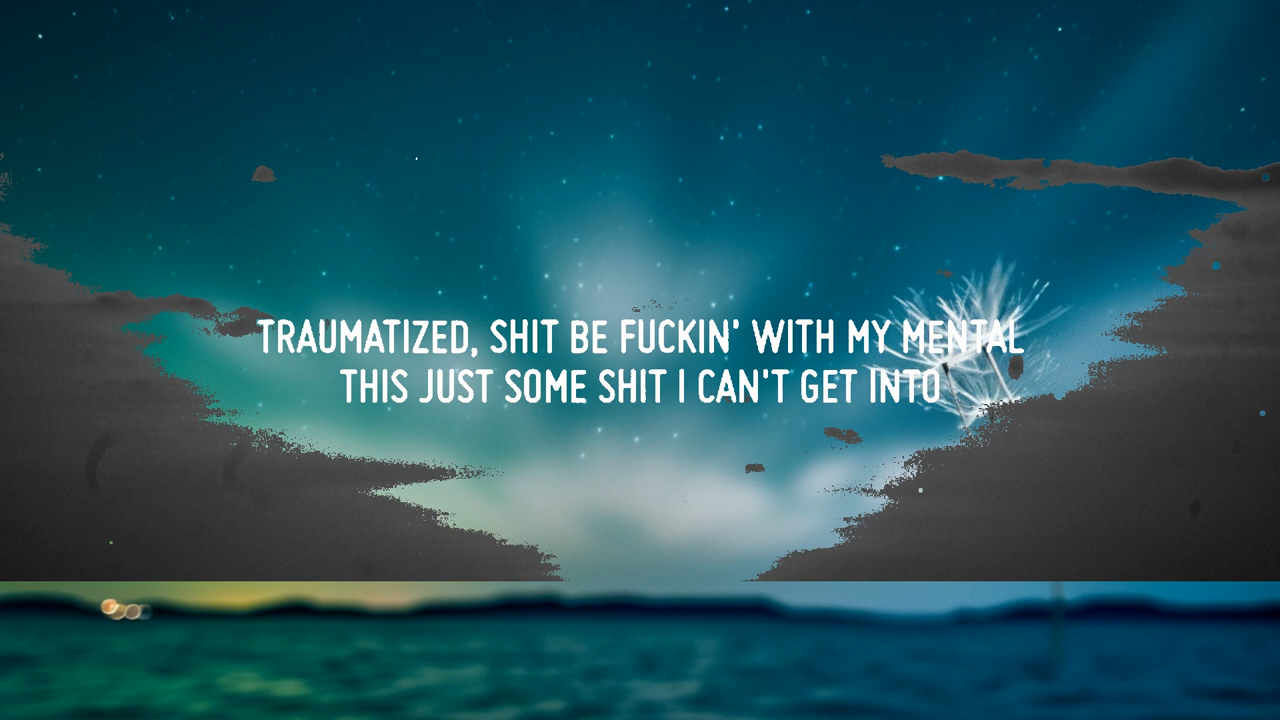 TRAUMATIZED, SHIT BE FUCKIN' WITH MY MENTAL
THIS JUST SOME SHIT I CAN'T GET INTO